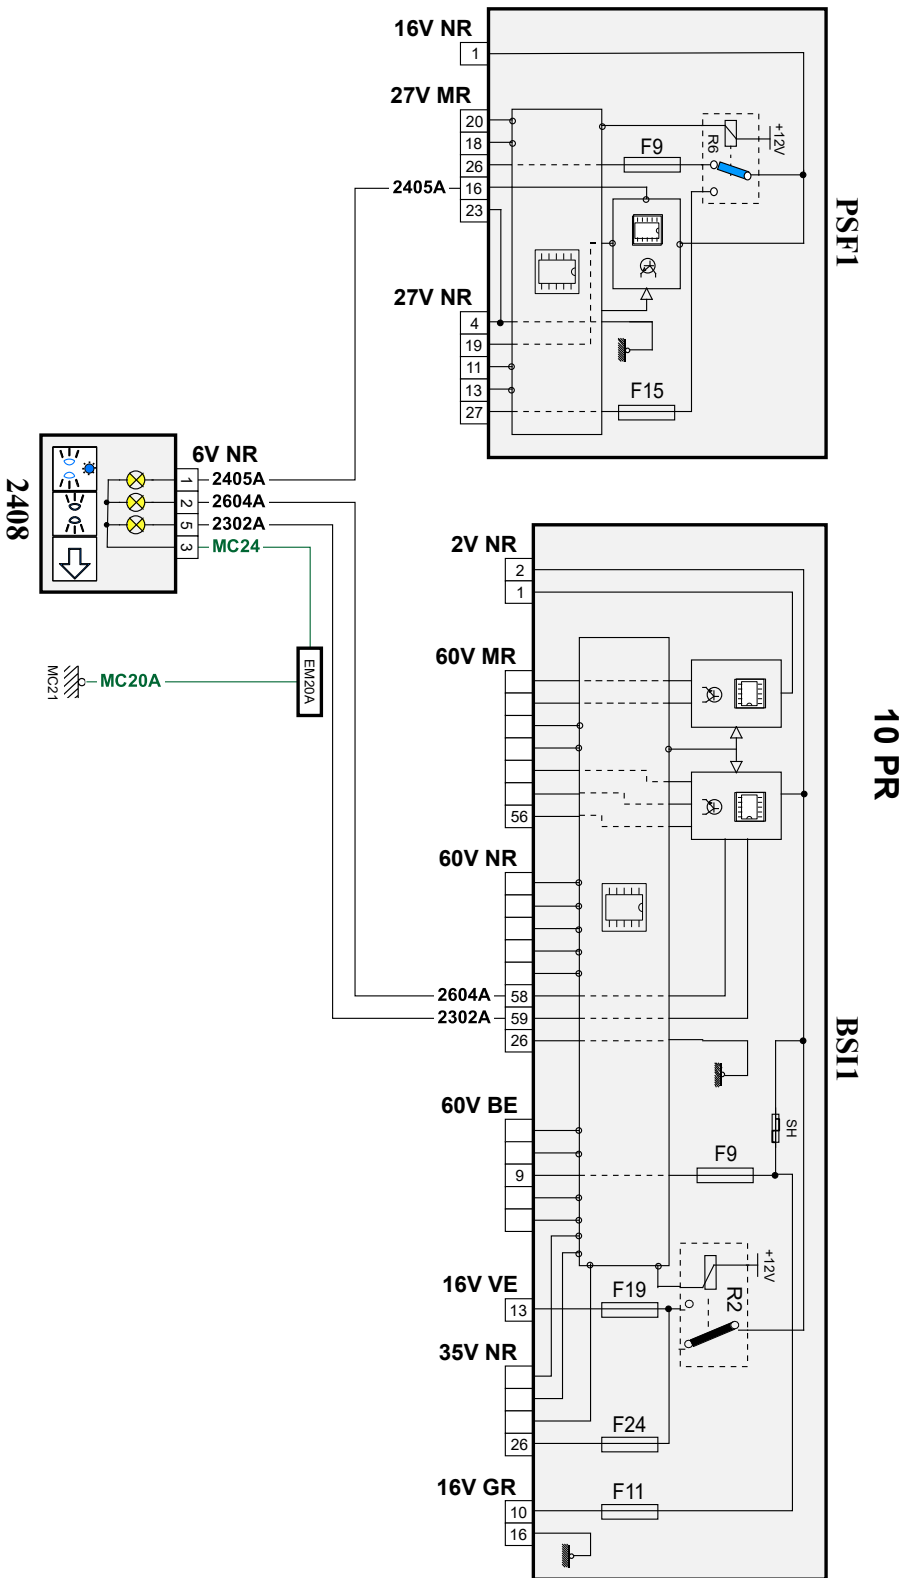 16V NR
1
27V MR
20
18
26
16
23
2405A
27V NR
4
19
11
13
27
F9
R6
+12V
F15
PSF1
6V NR
1
2
5
3
2405A
2604A
2302A
MC24
2408
EM20A
MC20A
MC21
10 PR
2V NR
2
1
60V MR
56
60V NR
58
59
26
2604A
2302A
60V BE
9
SH
F9
BSI1
16V VE
13
F19
R2
+12V
35V NR
26
F24
16V GR
10
16
F11